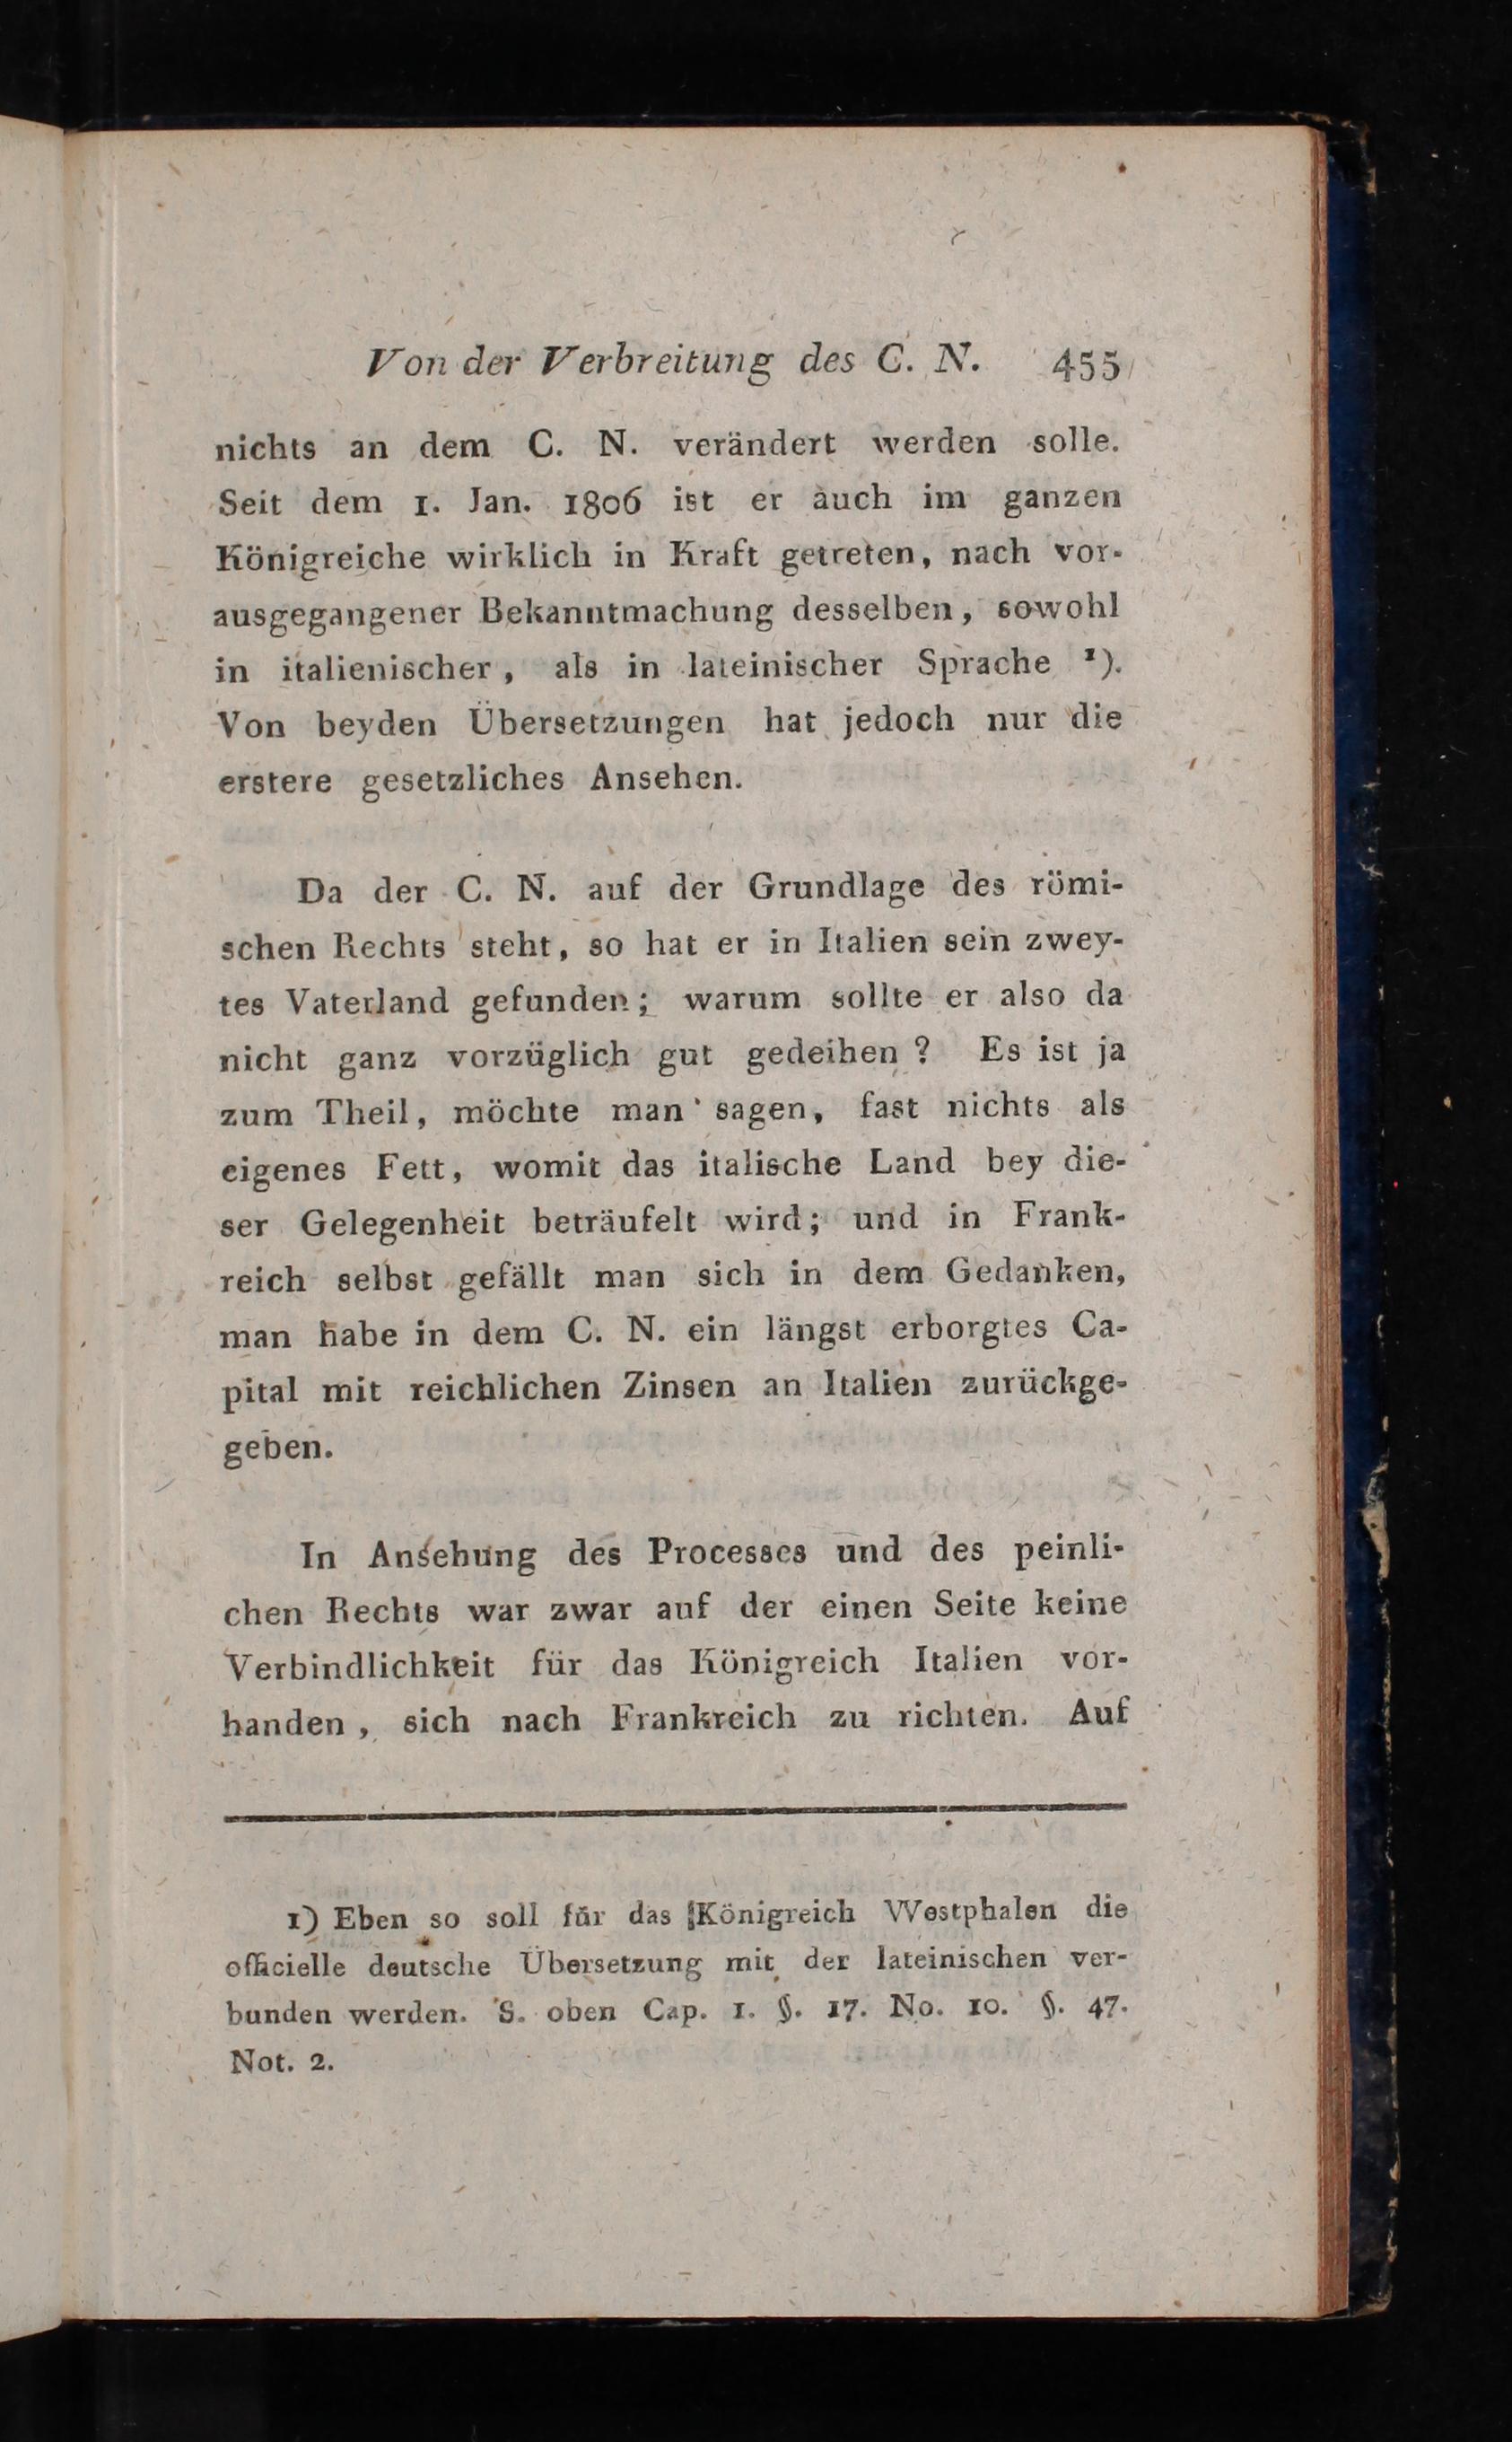 Von der Verbreitung des C. N. 455
nichts an dem C. N. verändert werden solle.
Seit dem 1. Jan. 1806 ist er auch im ganzen
Königreiche wirklich in Kraft getreten, nach vor-
ausgegangener Bekanntmachung desselben, sowohl
in italienischer, als in lateinischer Sprache ¹).
Von beyden Übersetzungen hat jedoch nur die
erstere gesetzliches Ansehen.
Da der C. N. auf der Grundlage des römi-
schen Rechts steht, so hat er in Italien sein zwey-
tes Vaterland gefunden; warum sollte er also da
nicht ganz vorzüglich gut gedeihen? Es ist ja
zum Theil, möchte man sagen, fast nichts als
eigenes Fett, womit das italische Land bey die-
ser Gelegenheit beträufelt wird; und in Frank-
reich selbst gefällt man sich in dem Gedanken,
man habe in dem C. N. ein längst erborgtes Ca-
pital mit reichlichen Zinsen an Italien zurückge-
geben.
In Ansehung des Processes und des peinli-
chen Rechts war zwar auf der einen Seite keine
Verbindlichkeit für das Königreich Italien vor-
handen, sich nach Frankreich zu richten. Auf
1) Eben so soll für das Königreich Westphalen die
officielle deutsche Übersetzung mit der lateinischen ver-
bunden werden. S. oben Cap. 1. §. 17. No. 10. §. 47.
Not. 2.